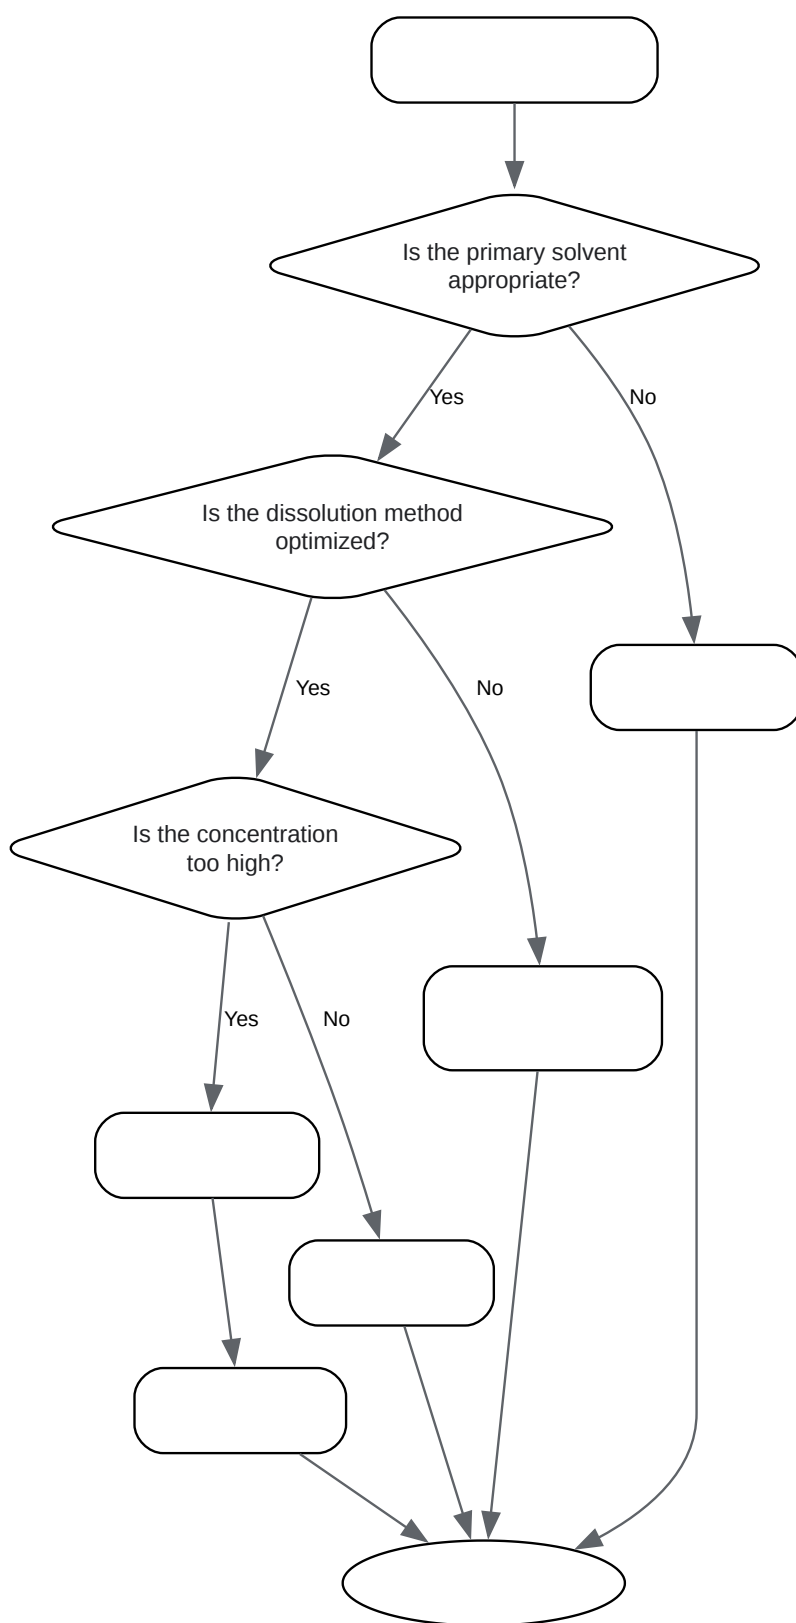 Is the primary solvent
appropriate?
Yes
No
Is the dissolution method
optimized?
Yes
No
Is the concentration
too high?
Yes
No